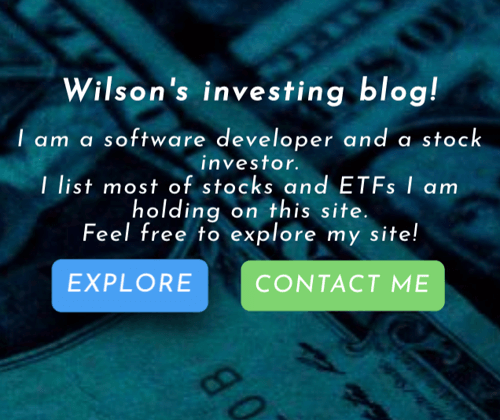 Wilson's investing blog!
I am a software developer and a stock
investor.
I list most of stocks and ETFs I am
holding on this site.
Feel free to explore my site!
EXPLORE
CONTACT ME